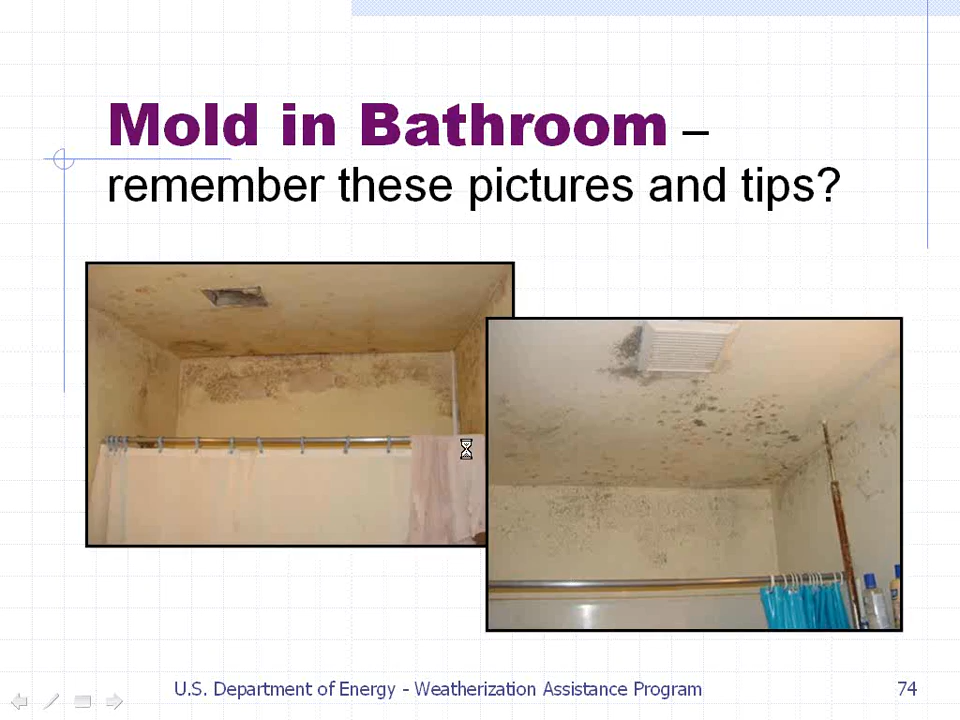 Mold in Bathroom –
remember these pictures and tips?
U.S. Department of Energy - Weatherization Assistance Program
74